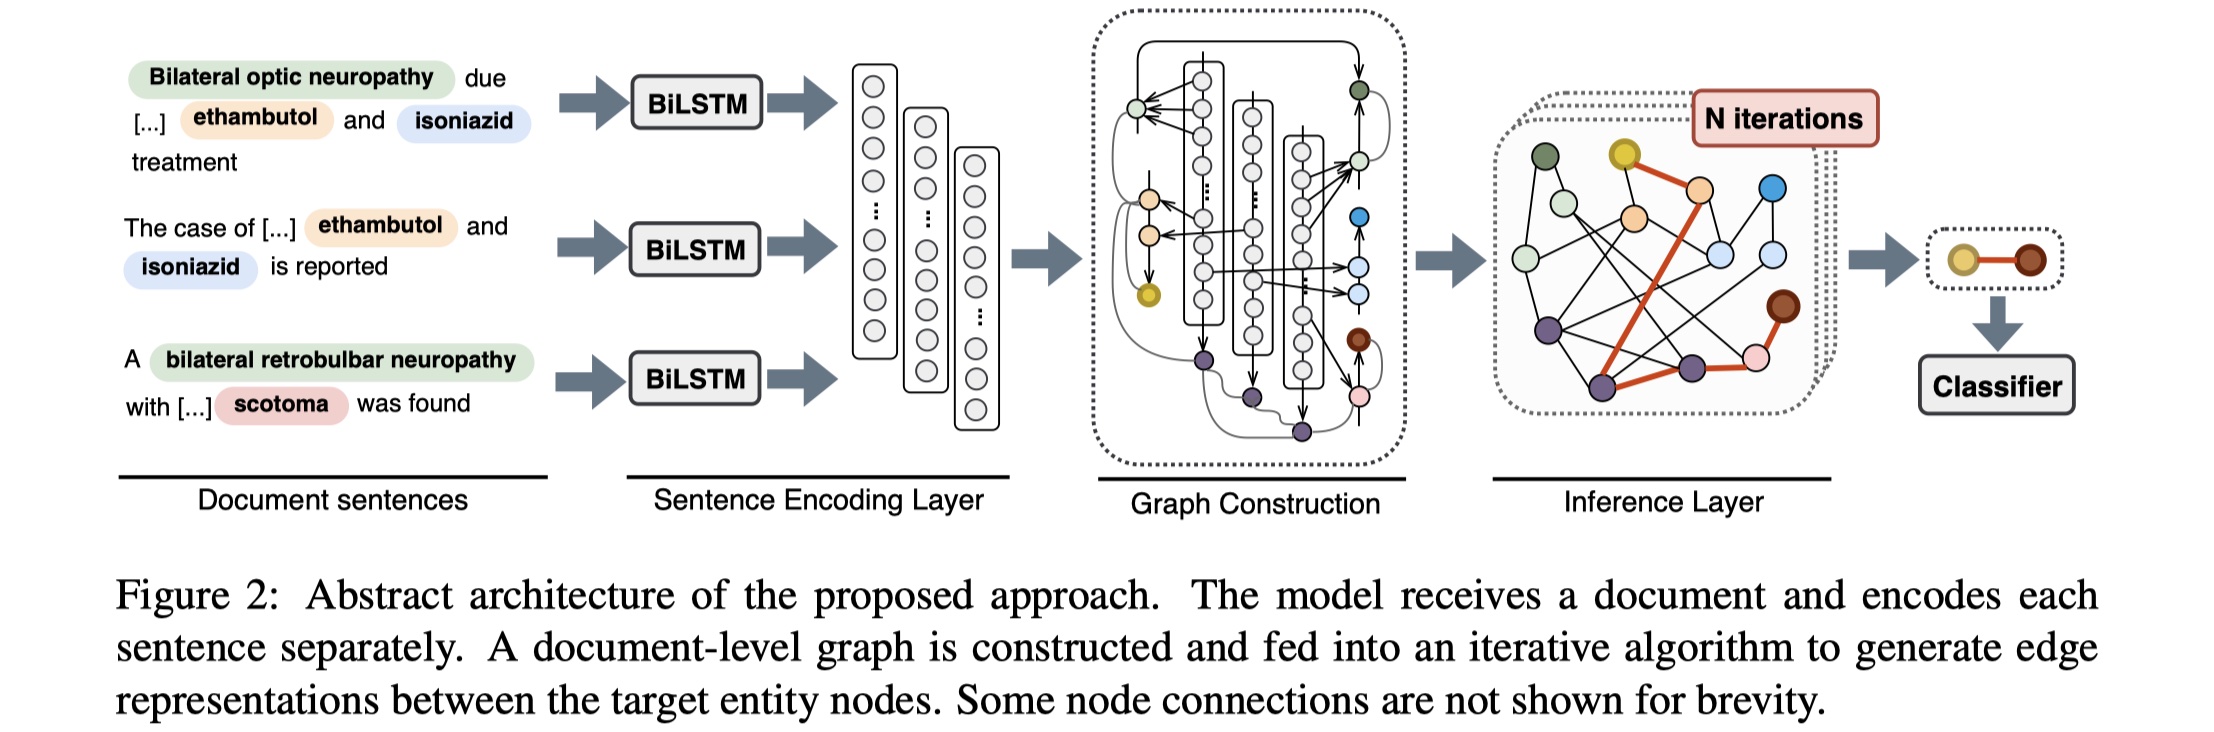 Bilateral optic neuropathy due
[...] ethambutol and isoniazid
treatment
The case of [...] ethambutol and
isoniazid is reported
A bilateral retrobulbar neuropathy
with [...] scotoma was found
BiLSTM
BiLSTM
BiLSTM
N iterations
Classifier
Document sentences
Sentence Encoding Layer
Graph Construction
Inference Layer
Figure 2: Abstract architecture of the proposed approach. The model receives a document and encodes each
sentence separately. A document-level graph is constructed and fed into an iterative algorithm to generate edge
representations between the target entity nodes. Some node connections are not shown for brevity.